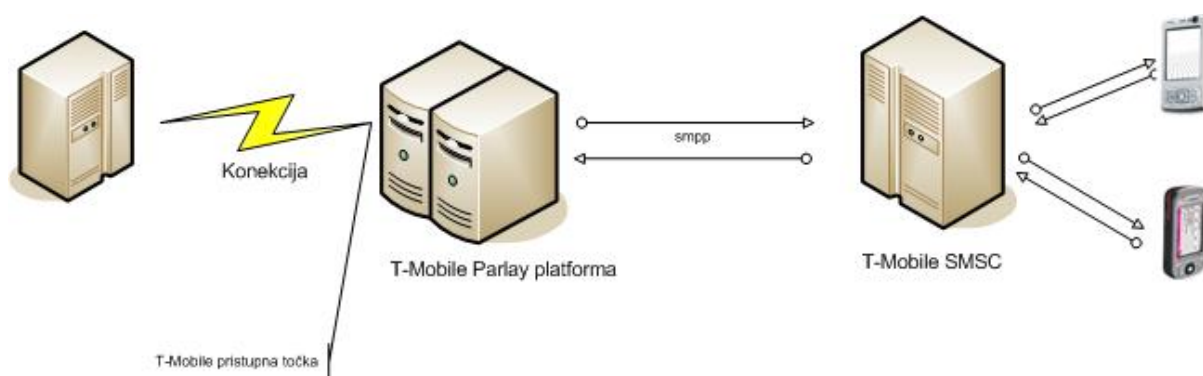 Konekcija
smpp
T-Mobile Parlay platforma
T-Mobile SMSC
T-Mobile pristupna točka